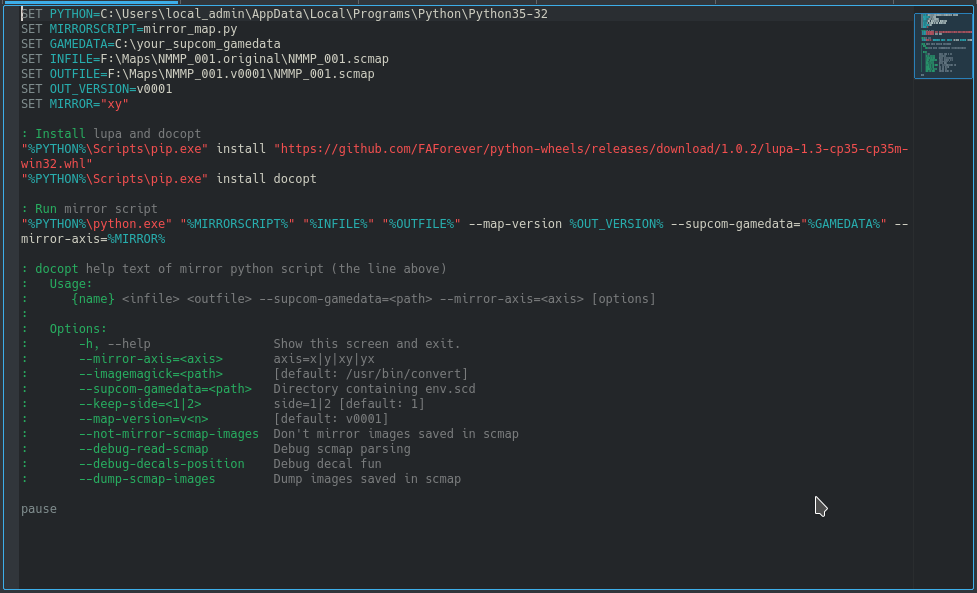 SET PYTHON=C:\Users\local_admin\AppData\Local\Programs\Python\Python35-32
SET MIRRORSCRIPT=mirror_map.py
SET GAMEDATA=C:\your_supcom_gamedata
SET INFILE=F:\Maps\NMMP_001.original\NMMP_001.scmap
SET OUTFILE=F:\Maps\NMMP_001.v0001\NMMP_001.scmap
SET OUT_VERSION=v0001
SET MIRROR="xy"
: Install lupa and docopt
"%PYTHON%\Scripts\pip.exe" install "https://github.com/FAForever/python-wheels/releases/download/1.0.2/lupa-1.3-cp35-cp35m-
win32.whl"
"%PYTHON%\Scripts\pip.exe" install docopt
: Run mirror script
"%PYTHON%\python.exe" "%MIRRORSCRIPT%" "%INFILE%" "%OUTFILE%" --map-version %OUT_VERSION% --supcom-gamedata="%GAMEDATA%" --
mirror-axis=%MIRROR%
: docopt help text of mirror python script (the line above)
:   Usage:
:      {name} <infile> <outfile> --supcom-gamedata=<path> --mirror-axis=<axis> [options]
:
:   Options:
:       -h, --help                 Show this screen and exit.
:       --mirror-axis=<axis>       axis=x|y|xy|yx
:       --imagemagick=<path>       [default: /usr/bin/convert]
:       --supcom-gamedata=<path>   Directory containing env.scd
:       --keep-side=<1|2>          side=1|2 [default: 1]
:       --map-version=v<n>         [default: v0001]
:       --not-mirror-scmap-images  Don't mirror images saved in scmap
:       --debug-read-scmap         Debug scmap parsing
:       --debug-decals-position    Debug decal fun
:       --dump-scmap-images        Dump images saved in scmap
pause